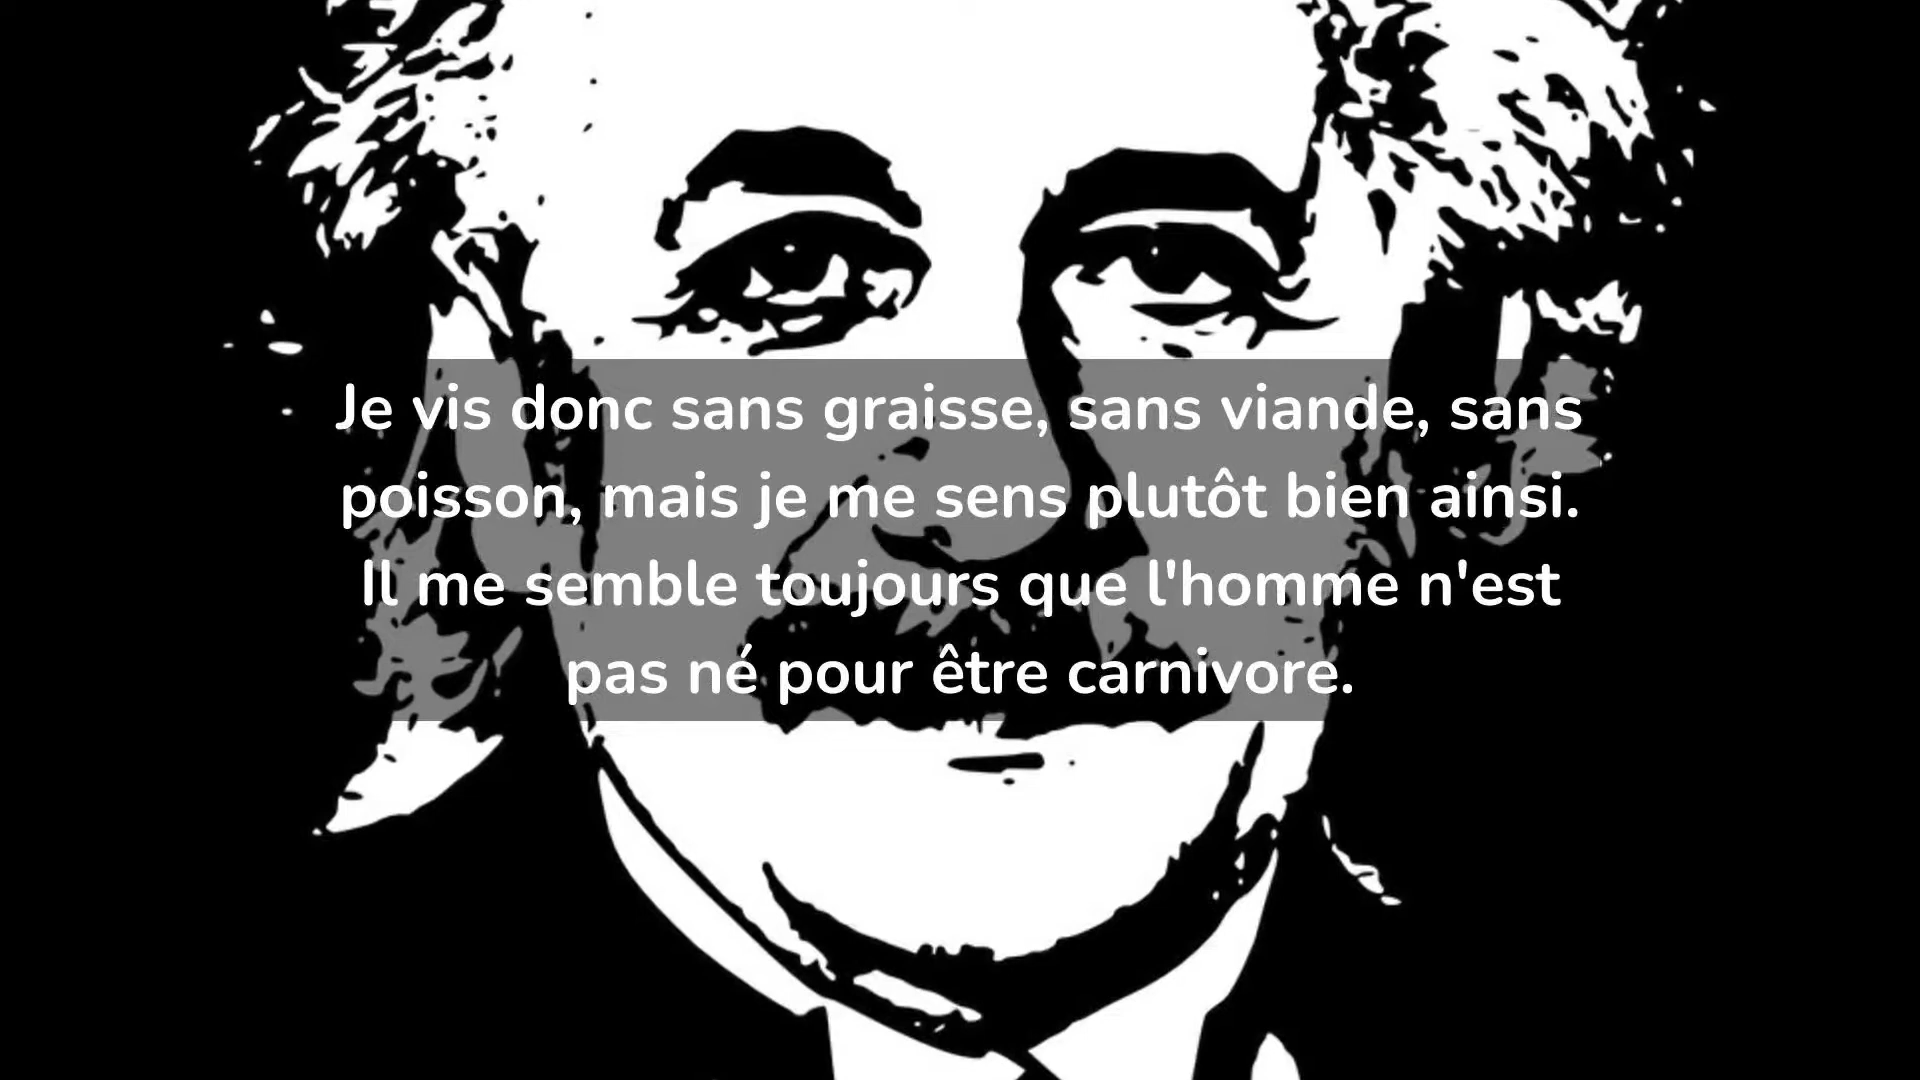 Je vis donc sans graisse, sans viande, sans
poisson, mais je me sens plutôt bien ainsi.
Il me semble toujours que l'homme n'est
pas né pour être carnivore.